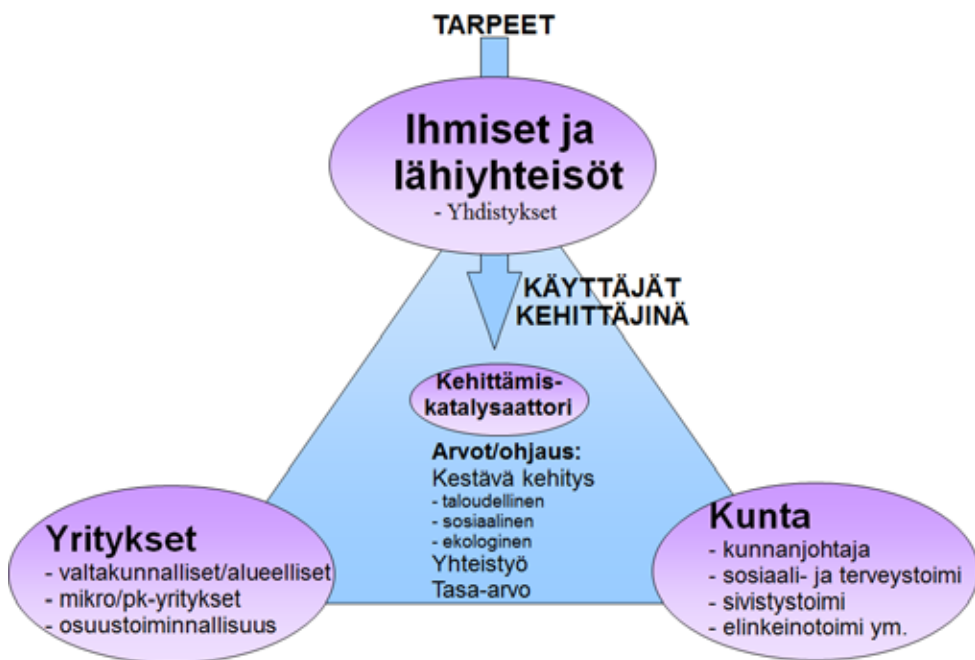 TARPEET
Ihmiset ja
lähiyhteisöt
- Yhdistykset
KÄYTTÄJÄT
KEHITTÄJINÄ
Kehittämis-
katalysaattori
Arvot/ohjaus:
Kestävä kehitys
- taloudellinen
- sosiaalinen
- ekologinen
Yhteistyö
Tasa-arvo
Yritykset
- valtakunnalliset/alueelliset
- mikro/pk-yritykset
- osuustoiminnallisuus
Kunta
- kunnanjohtaja
- sosiaali- ja terveystoimi
- sivistystoimi
- elinkeinotoimi ym.